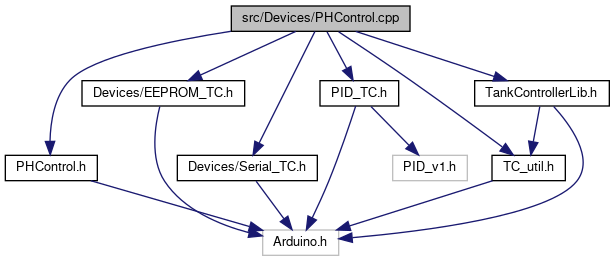 src/Devices/PHControl.cpp
Devices/EEPROM_TC.h
PID_TC.h
TankControllerLib.h
PHControl.h
Devices/Serial_TC.h
PID_v1.h
TC_util.h
Arduino.h